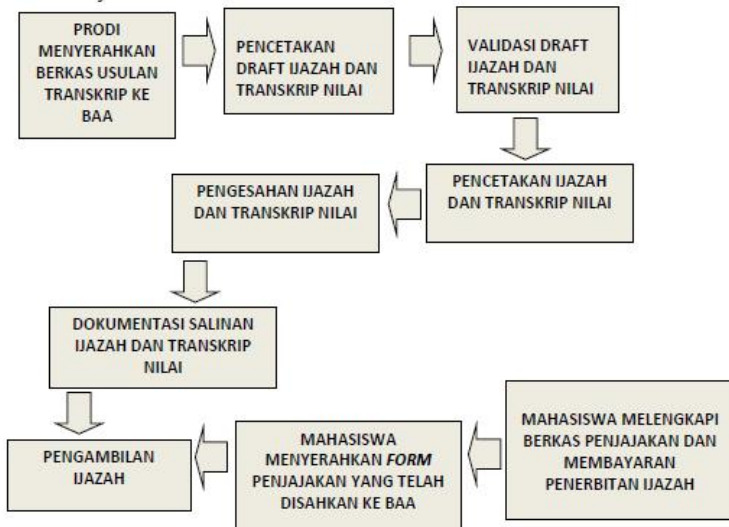 PRODI
MENYERAHKAN
BERKAS USULAN
TRANSKRIP KE
BAA
PENCETAKAN
DRAFT IJAZAH DAN
TRANSKRIP NILAI
VALIDASI DRAFT
IJAZAH DAN
TRANSKRIP NILAI
PENCETAKAN IJAZAH
DAN TRANSKRIP NILAI
PENGESAHAN IJAZAH
DAN TRANSKRIP NILAI
DOKUMENTASI SALINAN
IJAZAH DAN TRANSKRIP
NILAI
MAHASISWA MELENGKAPI
BERKAS PENJAJAKAN DAN
MEMBAYARAN
PENERBITAN IJAZAH
MAHASISWA
MENYERAHKAN FORM
PENJAJAKAN YANG TELAH
DISAHKAN KE BAA
PENGAMBILAN
IJAZAH